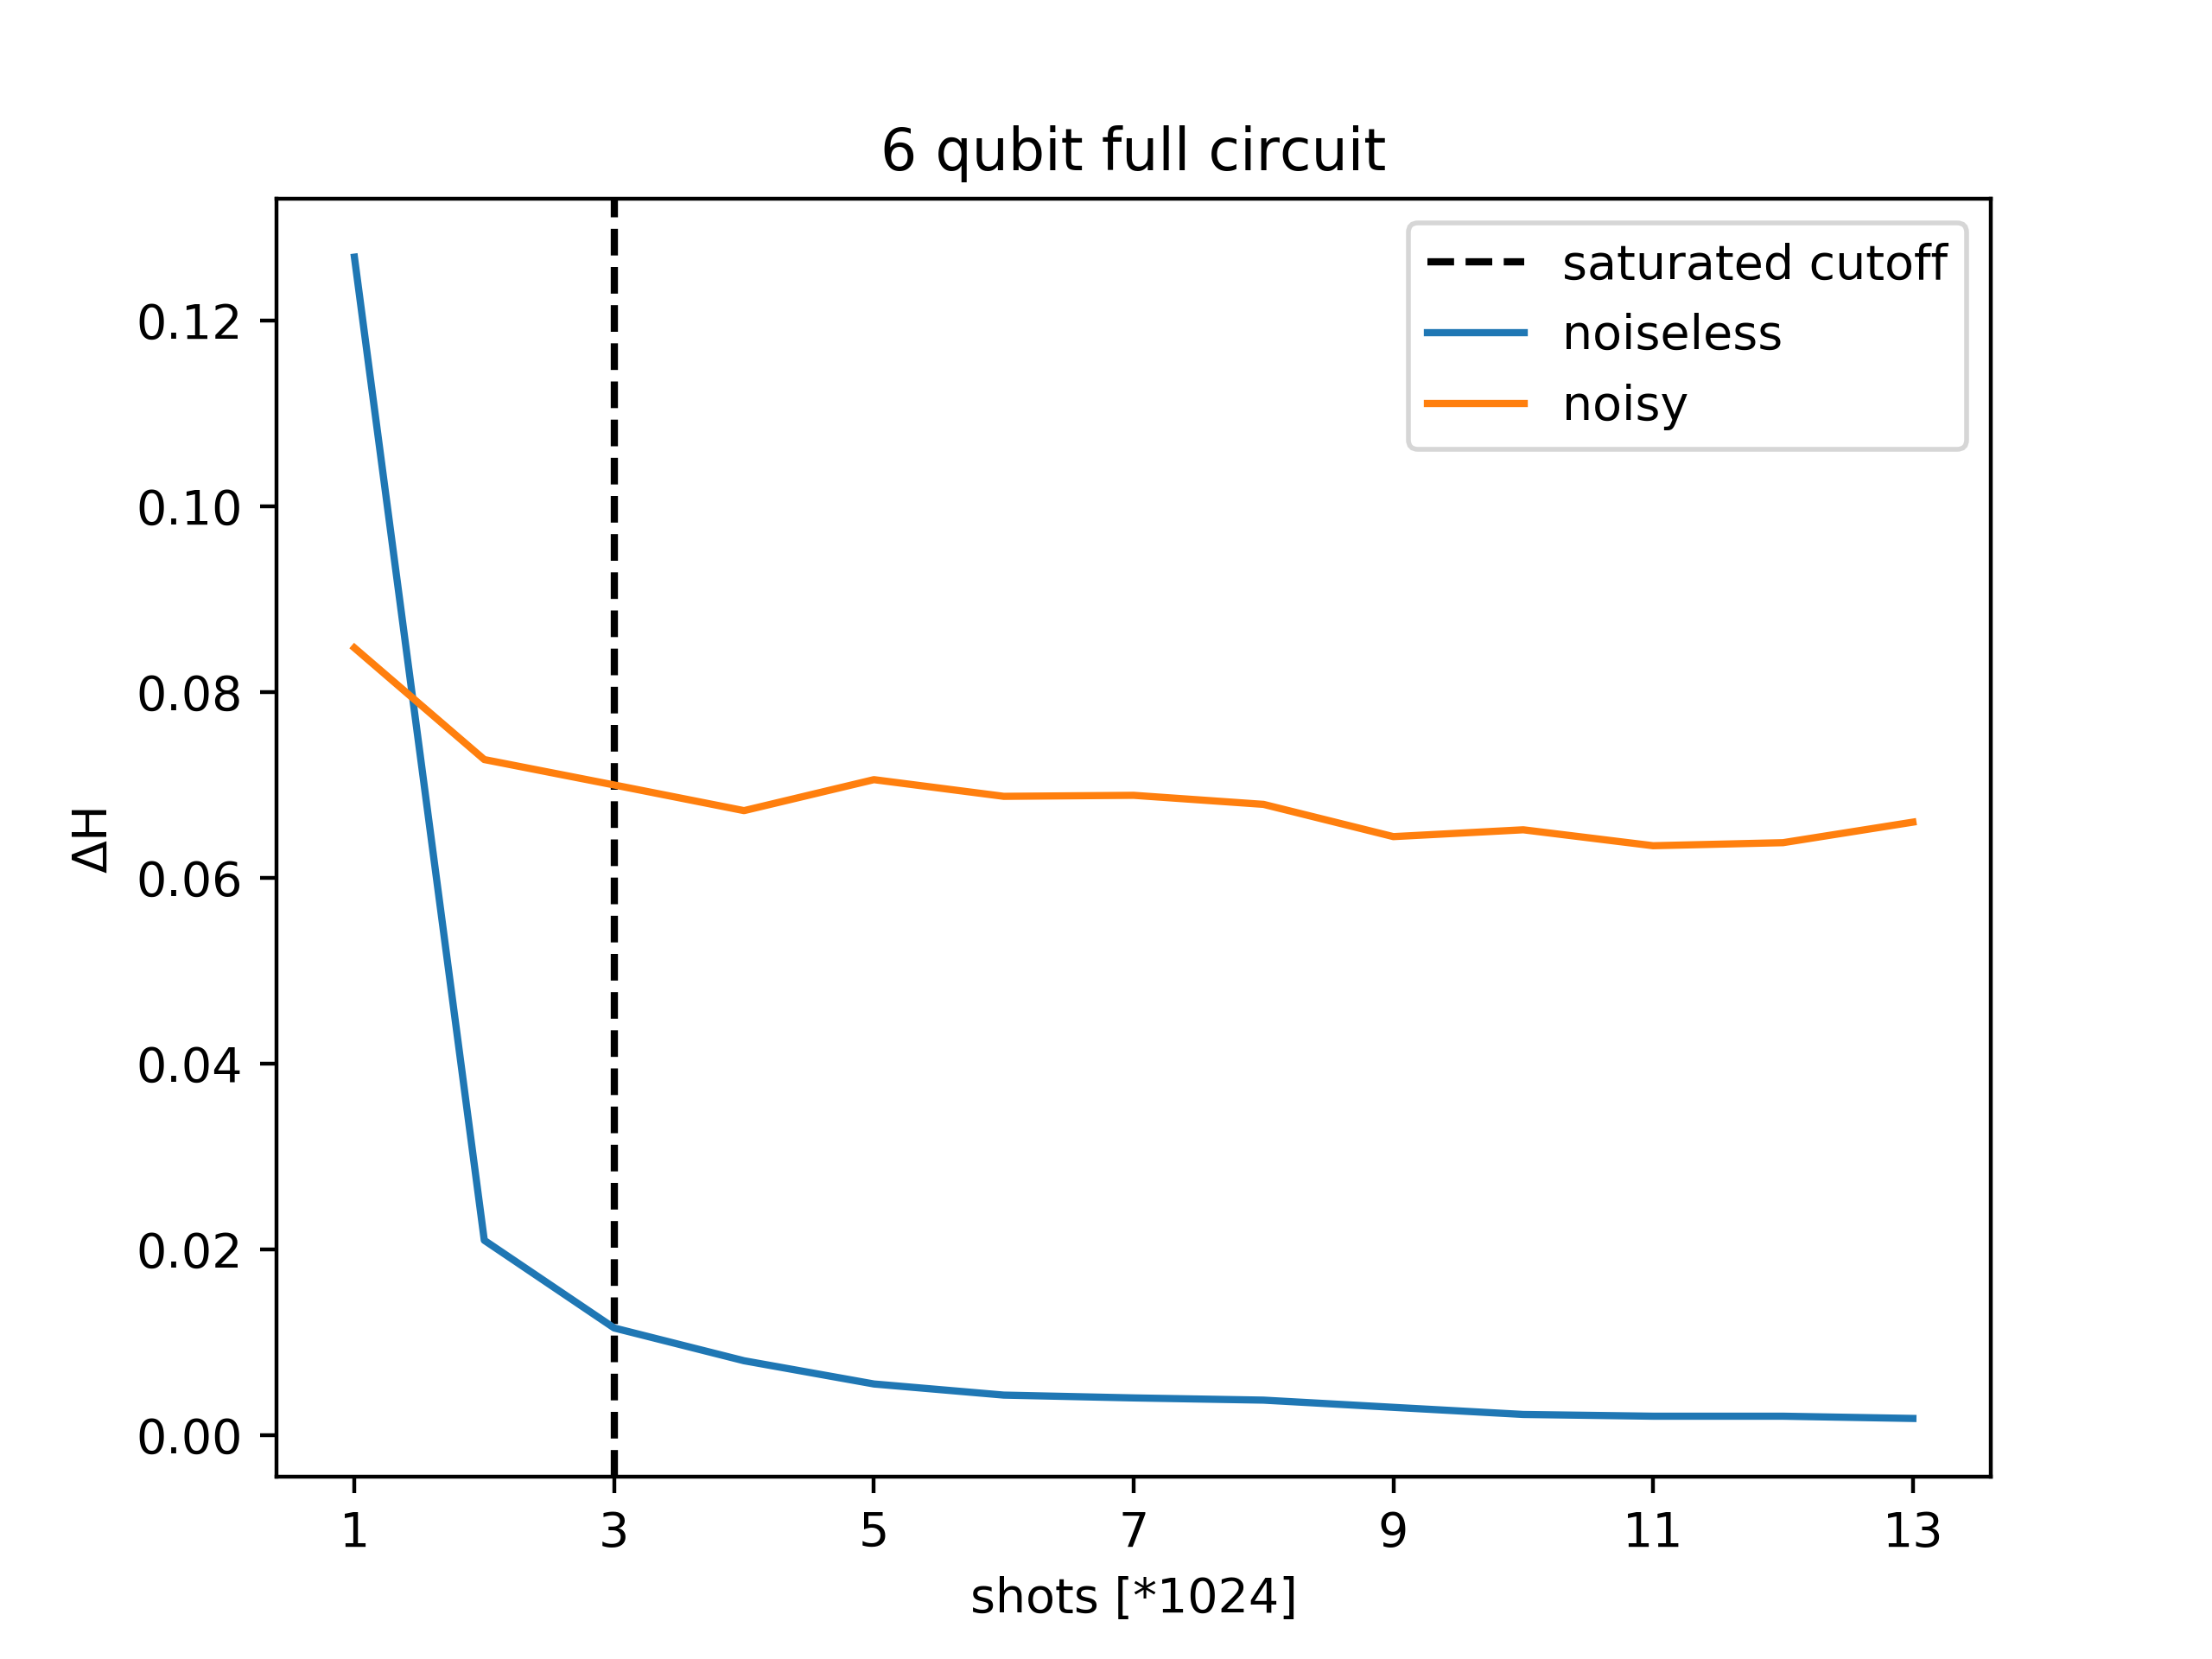 6 qubit full circuit
saturated cutoff
noiseless
noisy
0.12
0.10
0.08
0.06
0.04
0.02
0.00
ΔH
1 3 5 7 9 11 13
shots [*1024]